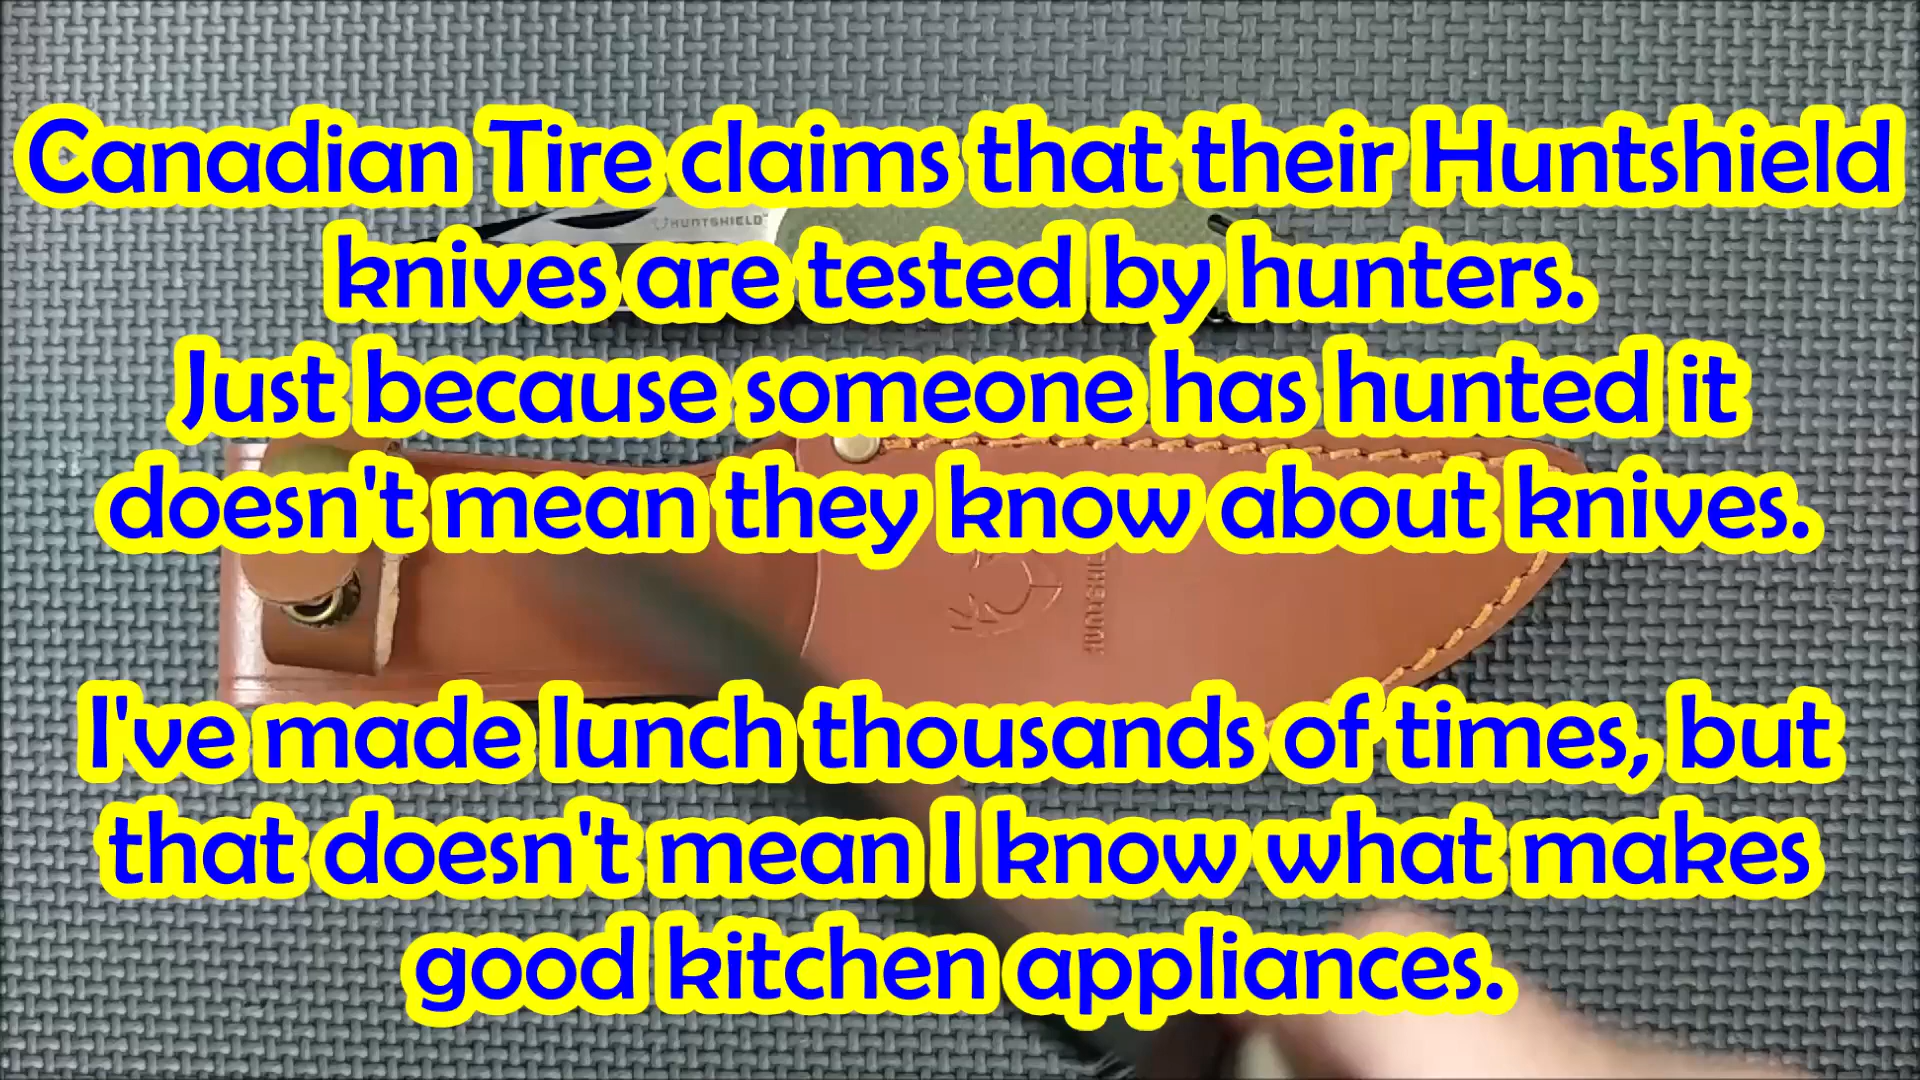 Canadian Tire claims that their Huntshield
HUNTSHIELD
knives are tested by hunters.
Just because someone has hunted it
doesn't mean they know about knives.
I've made lunch thousands of times, but
that doesn't mean I know what makes
good kitchen appliances.